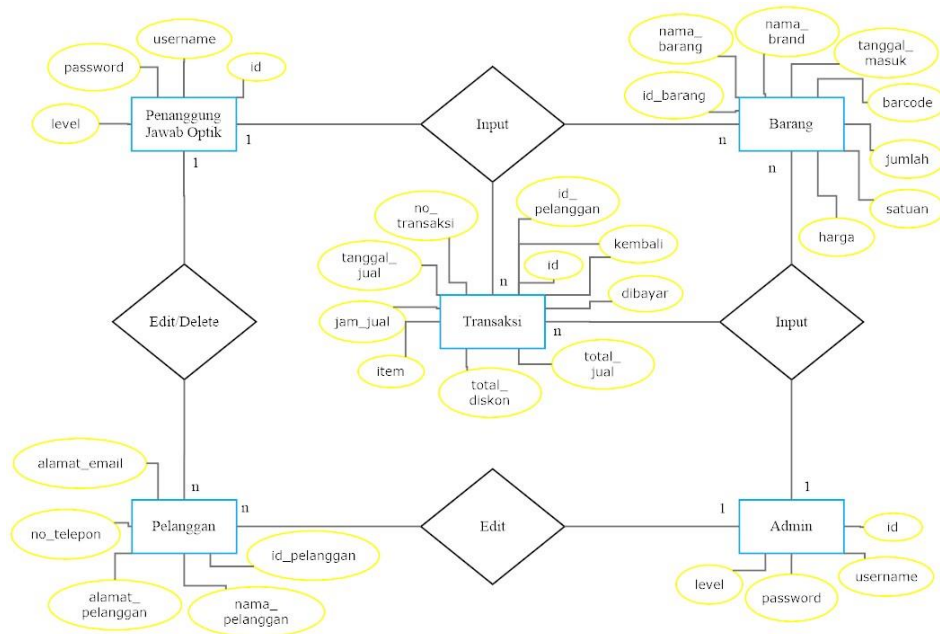 username
password
id
level
Penanggung
Jawab Optik
1
1
Input
nama_
barang
nama_
brand
tanggal_
masuk
id_barang
barcode
Barang
n
n
jumlah
satuan
harga
no_
transaksi
id_
pelanggan
kembali
tanggal_
jual
id
n
dibayar
jam_jual
Transaksi
n
item
total_
diskon
total_
jual
Edit/Delete
Input
alamat_email
n
n
Pelanggan
no_telepon
id_pelanggan
alamat_
pelanggan
nama_
pelanggan
Edit
1
1
Admin
id
level
password
username